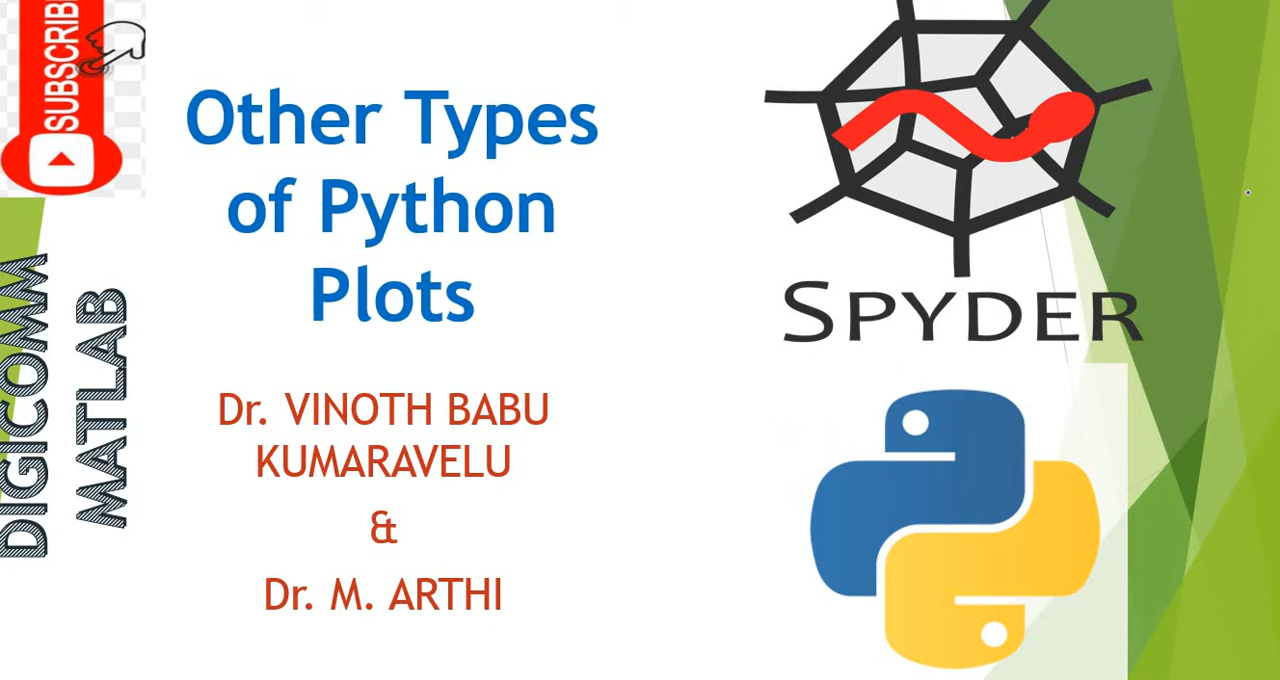 SUBSCRIBE
Other Types
of Python
Plots
Dr. VINOTH BABU
KUMARAVELU
&
Dr. M. ARTHI
DIGICOMM
MATLAB
SPYDER